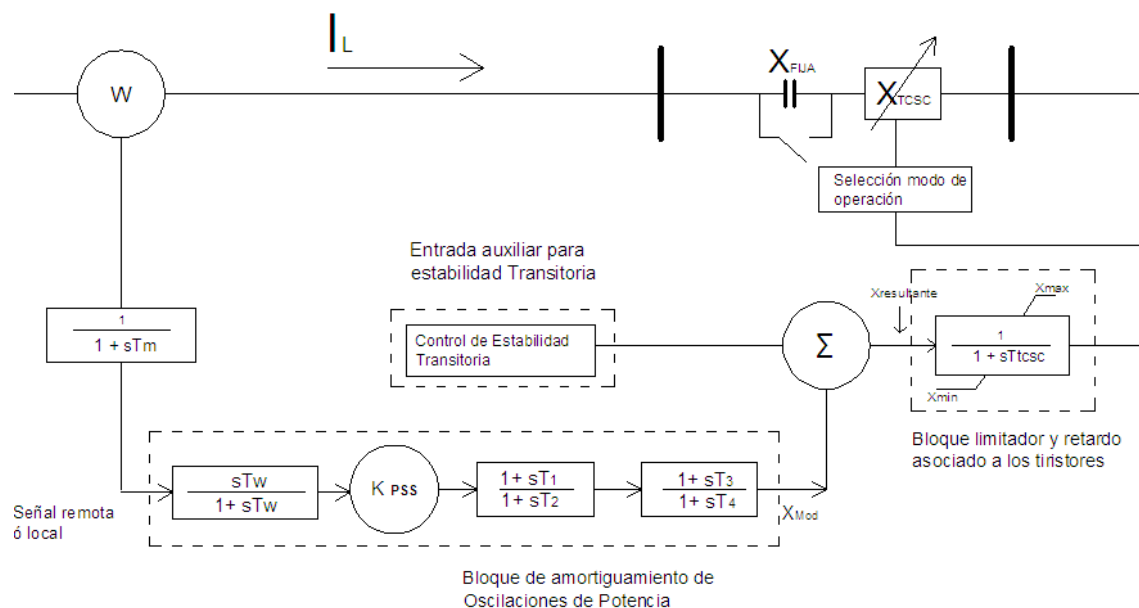 I L
W
X FIJA
X TCSC
Selección modo de
operación
Entrada auxiliar para
estabilidad Transitoria
Xresultante
Xmax
1
1 + sTm
Control de Estabilidad
Transitoria
Σ
1
1 + sTtcsc
Xmin
Bloque limitador y retardo
asociado a los tiristores
sTw
1+ sTw
K PSS
1+ sT1
1+ sT2
1+ sT3
1+ sT4
Señal remota
ó local
XMod
Bloque de amortiguamiento de
Oscilaciones de Potencia